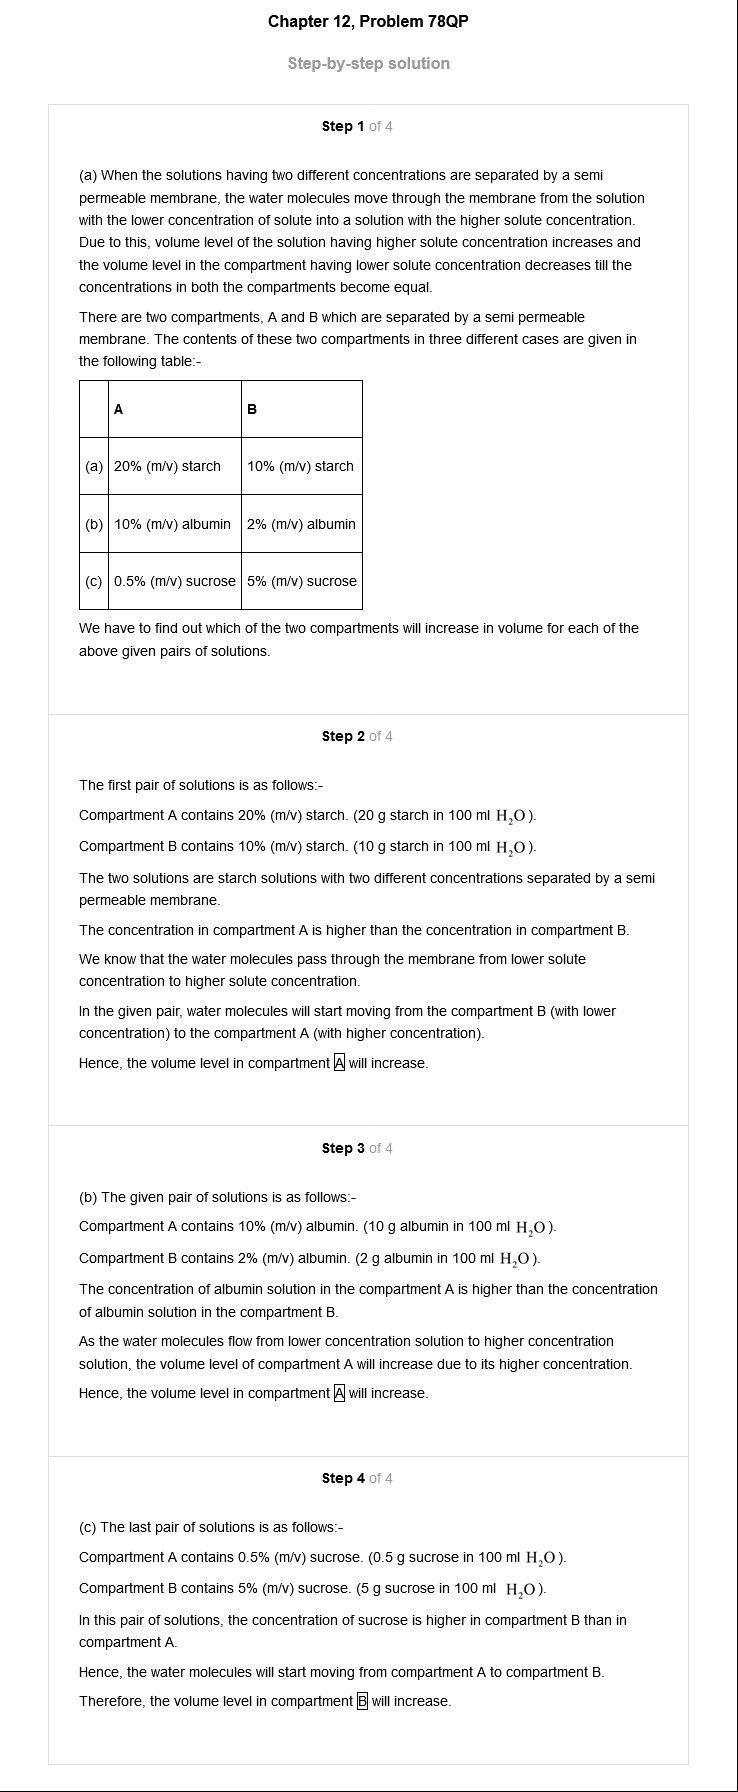 Chapter 12, Problem 78QP
Step-by-step solution
Step 1 of 4
(a) When the solutions having two different concentrations are separated by a semi
permeable membrane, the water molecules move through the membrane from the solution
with the lower concentration of solute into a solution with the higher solute concentration.
Due to this, volume level of the solution having higher solute concentration increases and
the volume level in the compartment having lower solute concentration decreases till the
concentrations in both the compartments become equal.
There are two compartments, A and B which are separated by a semi permeable
membrane. The contents of these two compartments in three different cases are given in
the following table:-
A B
(a) 20% (m/v) starch 10% (m/v) starch
(b) 10% (m/v) albumin 2% (m/v) albumin
(c) 0.5% (m/v) sucrose 5% (m/v) sucrose
We have to find out which of the two compartments will increase in volume for each of the
above given pairs of solutions.
Step 2 of 4
The first pair of solutions is as follows:-
Compartment A contains 20% (m/v) starch. (20 g starch in 100 ml H₂O ).
Compartment B contains 10% (m/v) starch. (10 g starch in 100 ml H₂O ).
The two solutions are starch solutions with two different concentrations separated by a semi
permeable membrane.
The concentration in compartment A is higher than the concentration in compartment B.
We know that the water molecules pass through the membrane from lower solute
concentration to higher solute concentration.
In the given pair, water molecules will start moving from the compartment B (with lower
concentration) to the compartment A (with higher concentration).
Hence, the volume level in compartment A will increase.
Step 3 of 4
(b) The given pair of solutions is as follows:-
Compartment A contains 10% (m/v) albumin. (10 g albumin in 100 ml H₂O ).
Compartment B contains 2% (m/v) albumin. (2 g albumin in 100 ml H₂O ).
The concentration of albumin solution in the compartment A is higher than the concentration
of albumin solution in the compartment B.
As the water molecules flow from lower concentration solution to higher concentration
solution, the volume level of compartment A will increase due to its higher concentration.
Hence, the volume level in compartment A will increase.
Step 4 of 4
(c) The last pair of solutions is as follows:-
Compartment A contains 0.5% (m/v) sucrose. (0.5 g sucrose in 100 ml H₂O ).
Compartment B contains 5% (m/v) sucrose. (5 g sucrose in 100 ml H₂O ).
In this pair of solutions, the concentration of sucrose is higher in compartment B than in
compartment A.
Hence, the water molecules will start moving from compartment A to compartment B.
Therefore, the volume level in compartment B will increase.